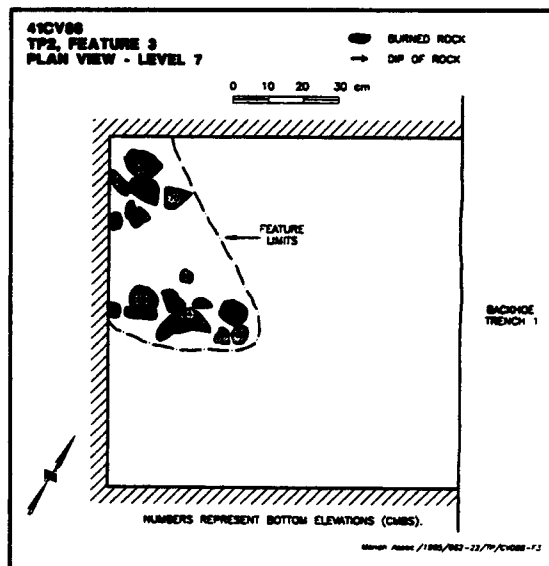 41CV88
TP2, FEATURE 3
PLAN VIEW - LEVEL 7
BURNED ROCK
DIP OF ROCK
0 10 20 30 cm
FEATURE
LIMITS
BACKHOE
TRENCH 1
NUMBERS REPRESENT BOTTOM ELEVATIONS (CMBS).